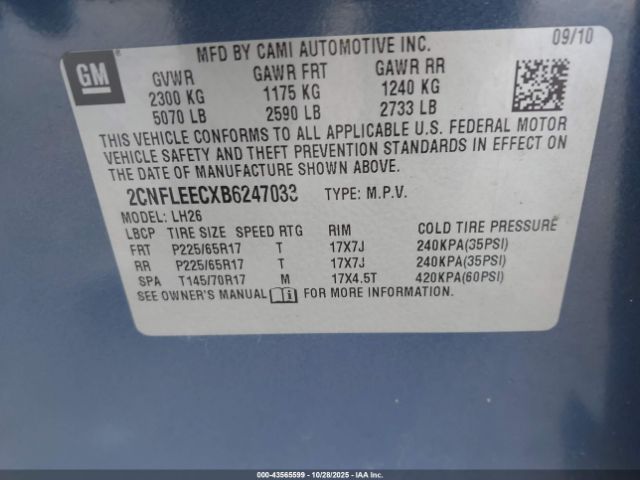 GM
MFD BY CAMI AUTOMOTIVE INC. 09/10
GVWR GAWR FRT GAWR RR
2300 KG 1175 KG 1240 KG
5070 LB 2590 LB 2733 LB
THIS VEHICLE CONFORMS TO ALL APPLICABLE U.S. FEDERAL MOTOR
VEHICLE SAFETY AND THEFT PREVENTION STANDARDS IN EFFECT ON
THE DATE OF MANUFACTURE SHOWN ABOVE.
2CNFLEECXB6247033 TYPE: M.P.V.
MODEL: LH26
LBCP TIRE SIZE SPEED RTG RIM COLD TIRE PRESSURE
FRT P225/65R17 T 17X7J 240KPA(35PSI)
RR P225/65R17 T 17X7J 240KPA(35PSI)
SPA T145/70R17 M 17X4.5T 420KPA(60PSI)
SEE OWNER'S MANUAL FOR MORE INFORMATION.
000-43565599 - 10/28/2025 - IAAI.com